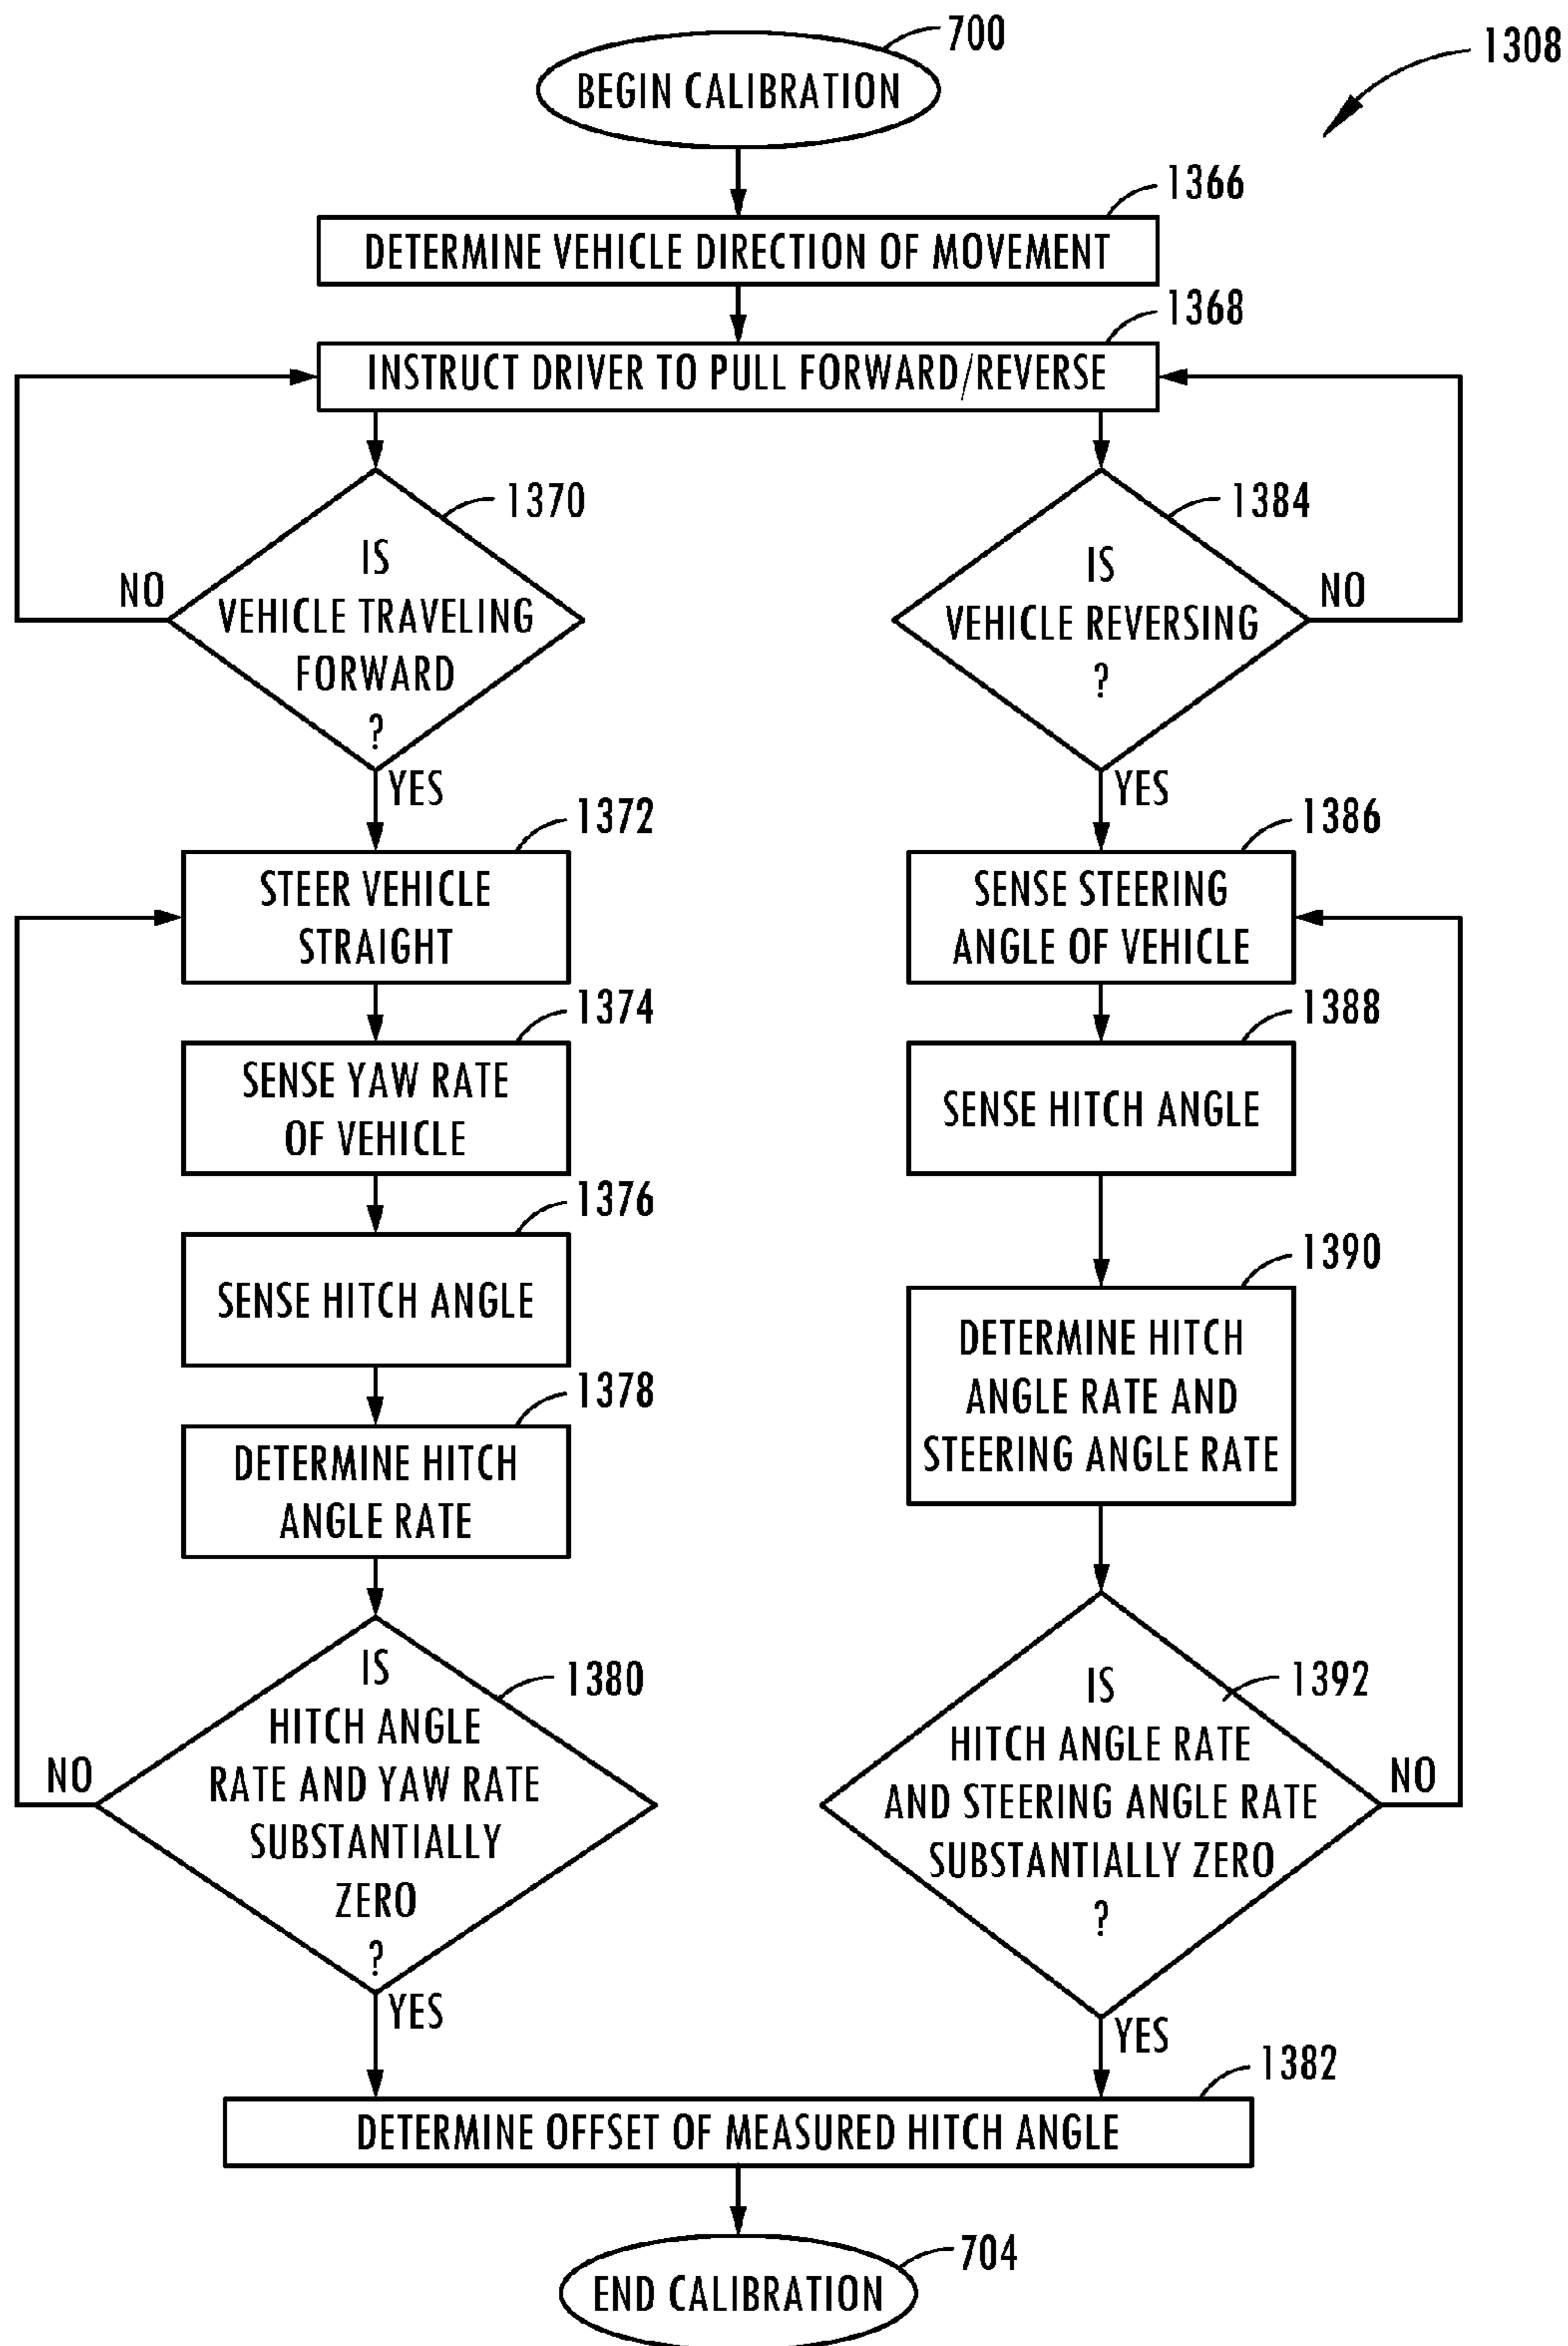 700
1308
BEGIN CALIBRATION
1366
DETERMINE VEHICLE DIRECTION OF MOVEMENT
1368
INSTRUCT DRIVER TO PULL FORWARD/REVERSE
1370
IS
VEHICLE TRAVELING
FORWARD
?
NO
YES
1372
STEER VEHICLE
STRAIGHT
1374
SENSE YAW RATE
OF VEHICLE
1376
SENSE HITCH ANGLE
1378
DETERMINE HITCH
ANGLE RATE
1380
IS
HITCH ANGLE
RATE AND YAW RATE
SUBSTANTIALLY
ZERO
?
NO
YES
1384
IS
VEHICLE REVERSING
?
NO
YES
1386
SENSE STEERING
ANGLE OF VEHICLE
1388
SENSE HITCH ANGLE
1390
DETERMINE HITCH
ANGLE RATE AND
STEERING ANGLE RATE
1392
IS
HITCH ANGLE RATE
AND STEERING ANGLE RATE
SUBSTANTIALLY ZERO
?
NO
YES
1382
DETERMINE OFFSET OF MEASURED HITCH ANGLE
704
END CALIBRATION